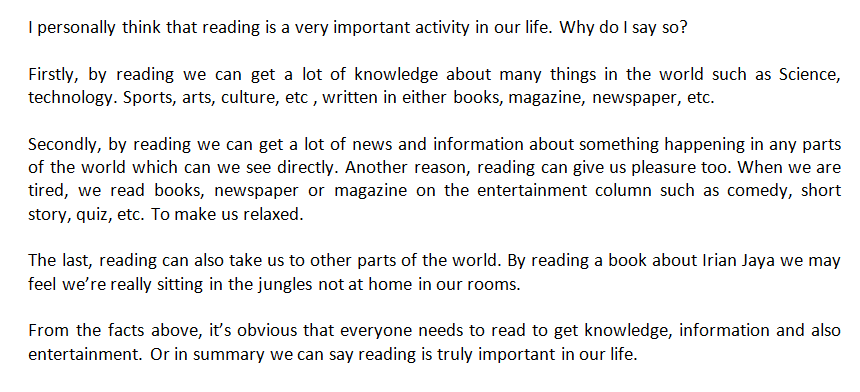 I personally think that reading is a very important activity in our life. Why do I say so?
Firstly, by reading we can get a lot of knowledge about many things in the world such as Science,
technology. Sports, arts, culture, etc , written in either books, magazine, newspaper, etc.
Secondly, by reading we can get a lot of news and information about something happening in any parts
of the world which can we see directly. Another reason, reading can give us pleasure too. When we are
tired, we read books, newspaper or magazine on the entertainment column such as comedy, short
story, quiz, etc. To make us relaxed.
The last, reading can also take us to other parts of the world. By reading a book about Irian Jaya we may
feel we’re really sitting in the jungles not at home in our rooms.
From the facts above, it’s obvious that everyone needs to read to get knowledge, information and also
entertainment. Or in summary we can say reading is truly important in our life.